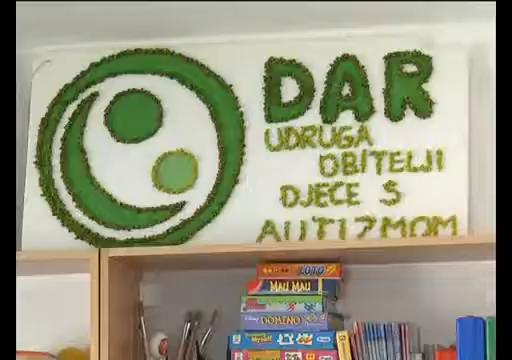 DAR
UDRUGA
OBITELJI
DJECE S
AUTIZMOM
LOTO
MAU MAU
DOMINO